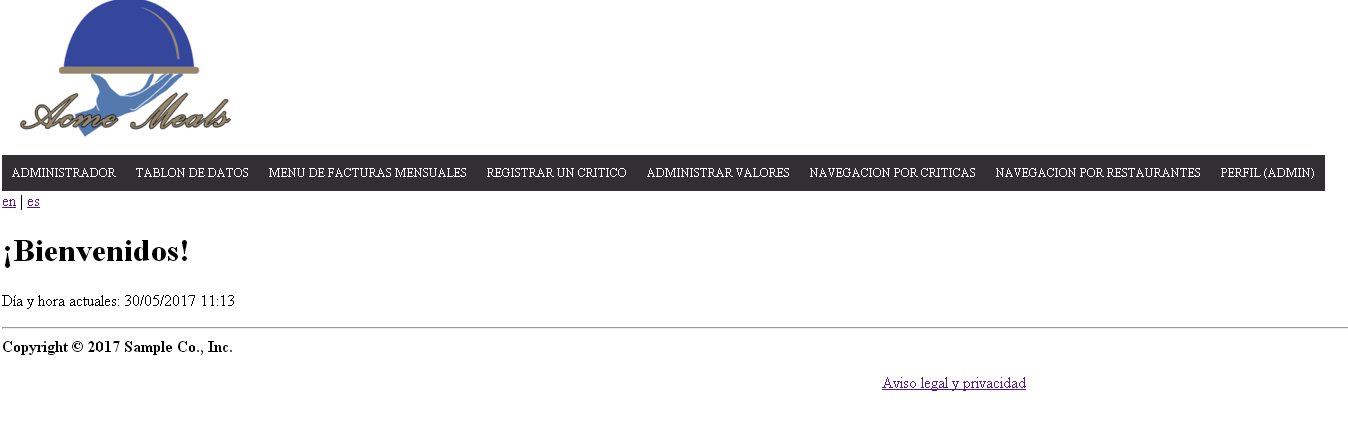 Acme Meals
ADMINISTRADOR TABLON DE DATOS MENU DE FACTURAS MENSUALES REGISTRAR UN CRITICO ADMINISTRAR VALORES NAVEGACION POR CRITICAS NAVEGACION POR RESTAURANTES PERFIL (ADMIN)
en | es
¡Bienvenidos!
Día y hora actuales: 30/05/2017 11:13
Copyright © 2017 Sample Co., Inc.
Aviso legal y privacidad